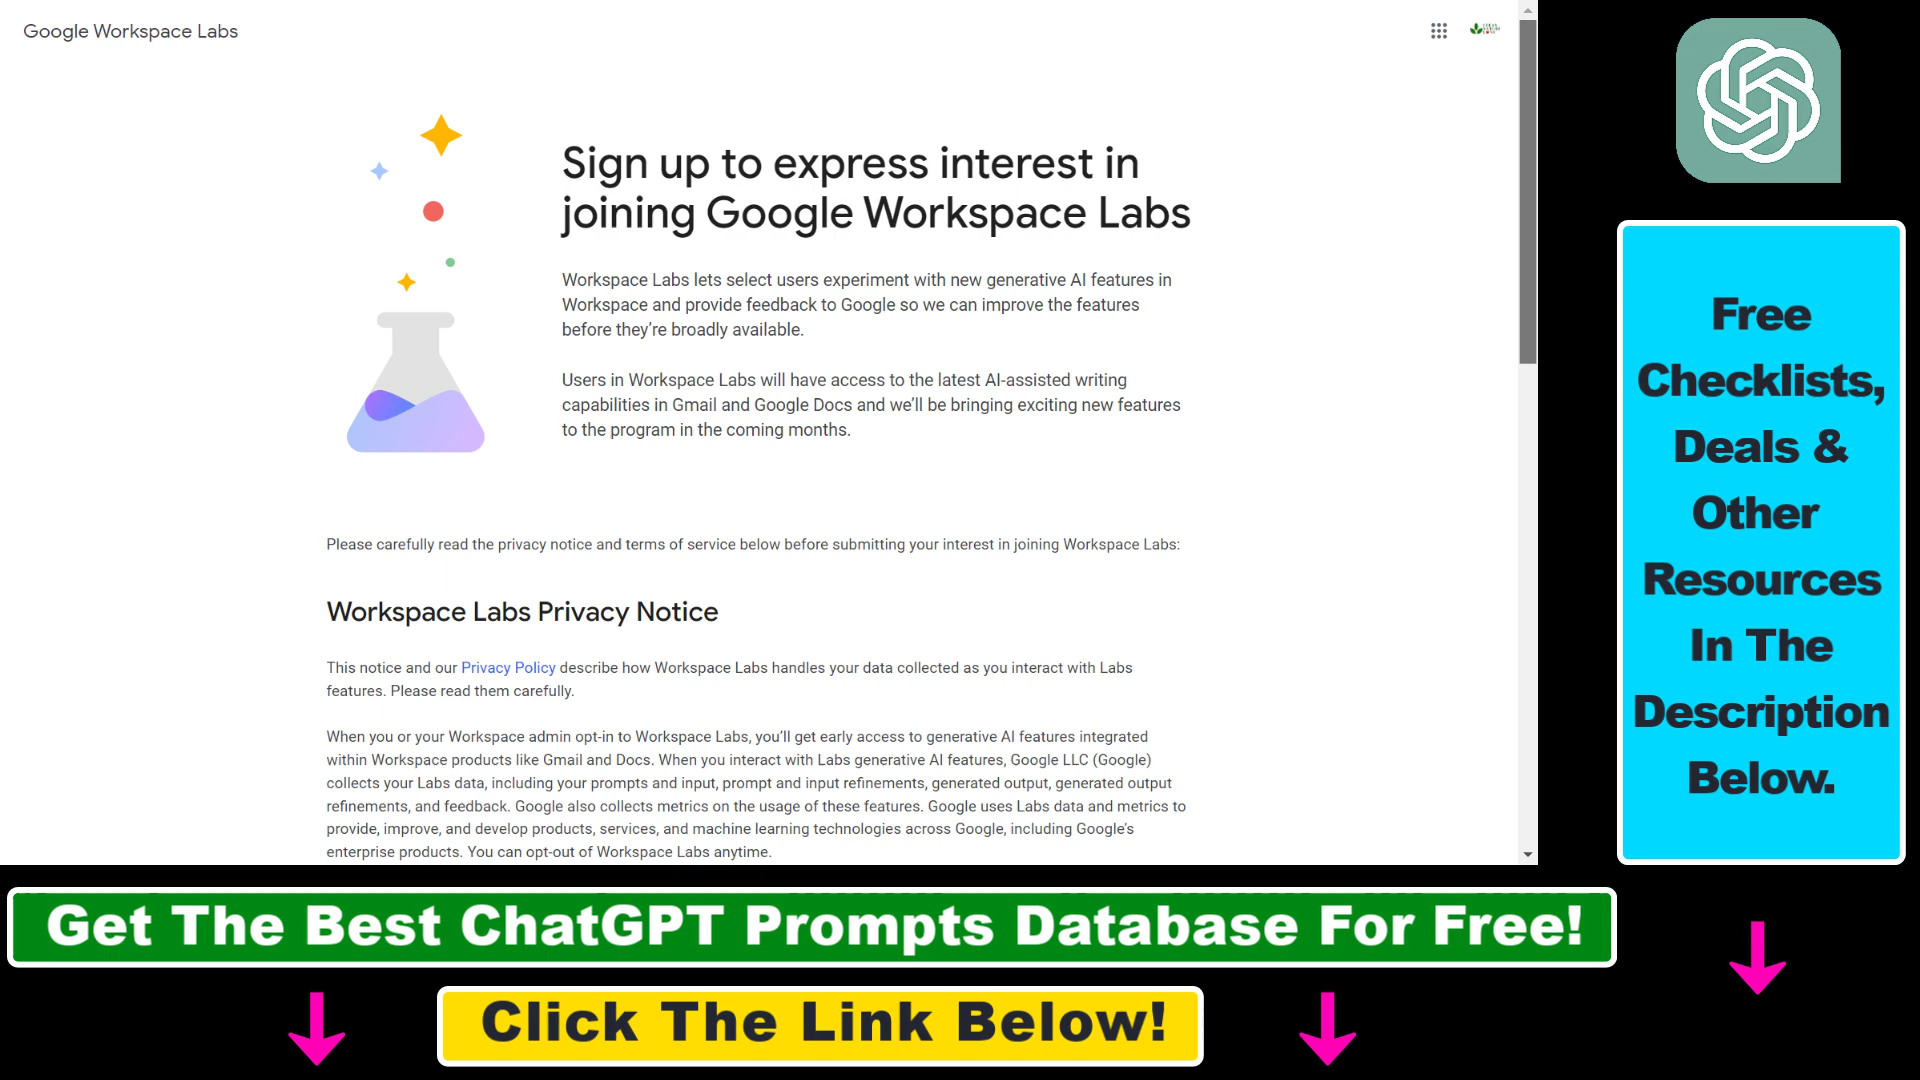 Google Workspace Labs
Sign up to express interest in
joining Google Workspace Labs
Workspace Labs lets select users experiment with new generative AI features in
Workspace and provide feedback to Google so we can improve the features
before they’re broadly available.
Users in Workspace Labs will have access to the latest AI-assisted writing
capabilities in Gmail and Google Docs and we’ll be bringing exciting new features
to the program in the coming months.
Please carefully read the privacy notice and terms of service below before submitting your interest in joining Workspace Labs:
Workspace Labs Privacy Notice
This notice and our Privacy Policy describe how Workspace Labs handles your data collected as you interact with Labs
features. Please read them carefully.
When you or your Workspace admin opt-in to Workspace Labs, you’ll get early access to generative AI features integrated
within Workspace products like Gmail and Docs. When you interact with Labs generative AI features, Google LLC (Google)
collects your Labs data, including your prompts and input, prompt and input refinements, generated output, generated output
refinements, and feedback. Google also collects metrics on the usage of these features. Google uses Labs data and metrics to
provide, improve, and develop products, services, and machine learning technologies across Google, including Google’s
enterprise products. You can opt-out of Workspace Labs anytime.
Free
Checklists,
Deals &
Other
Resources
In The
Description
Below.
Get The Best ChatGPT Prompts Database For Free!
Click The Link Below!